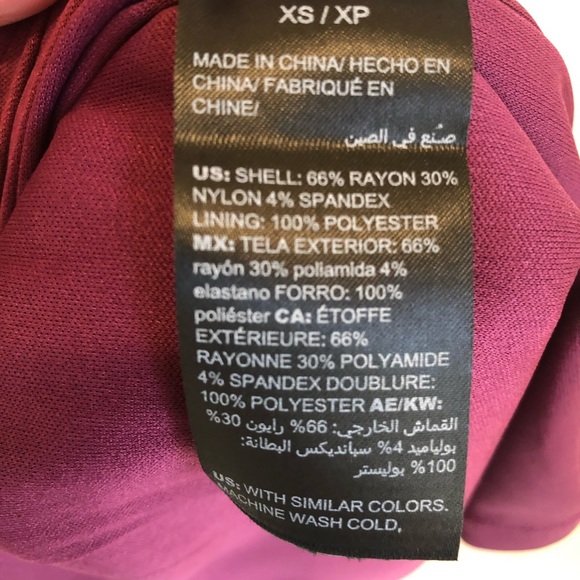 XS / XP
MADE IN CHINA/ HECHO EN
CHINA/ FABRIQUÉ EN
CHINE/
صنع في الصين
US: SHELL: 66% RAYON 30%
NYLON 4% SPANDEX
LINING: 100% POLYESTER
MX: TELA EXTERIOR: 66%
rayón 30% poliamida 4%
elastano FORRO: 100%
poliéster CA: ÉTOFFE
EXTÉRIEURE: 66%
RAYONNE 30% POLYAMIDE
4% SPANDEX DOUBLURE:
100% POLYESTER AE/KW:
القماش الخارجي: 66% رايون 30%
بولياميد 4% سبانديكس البطانة:
100% بوليستر
US: WITH SIMILAR COLORS.
MACHINE WASH COLD,